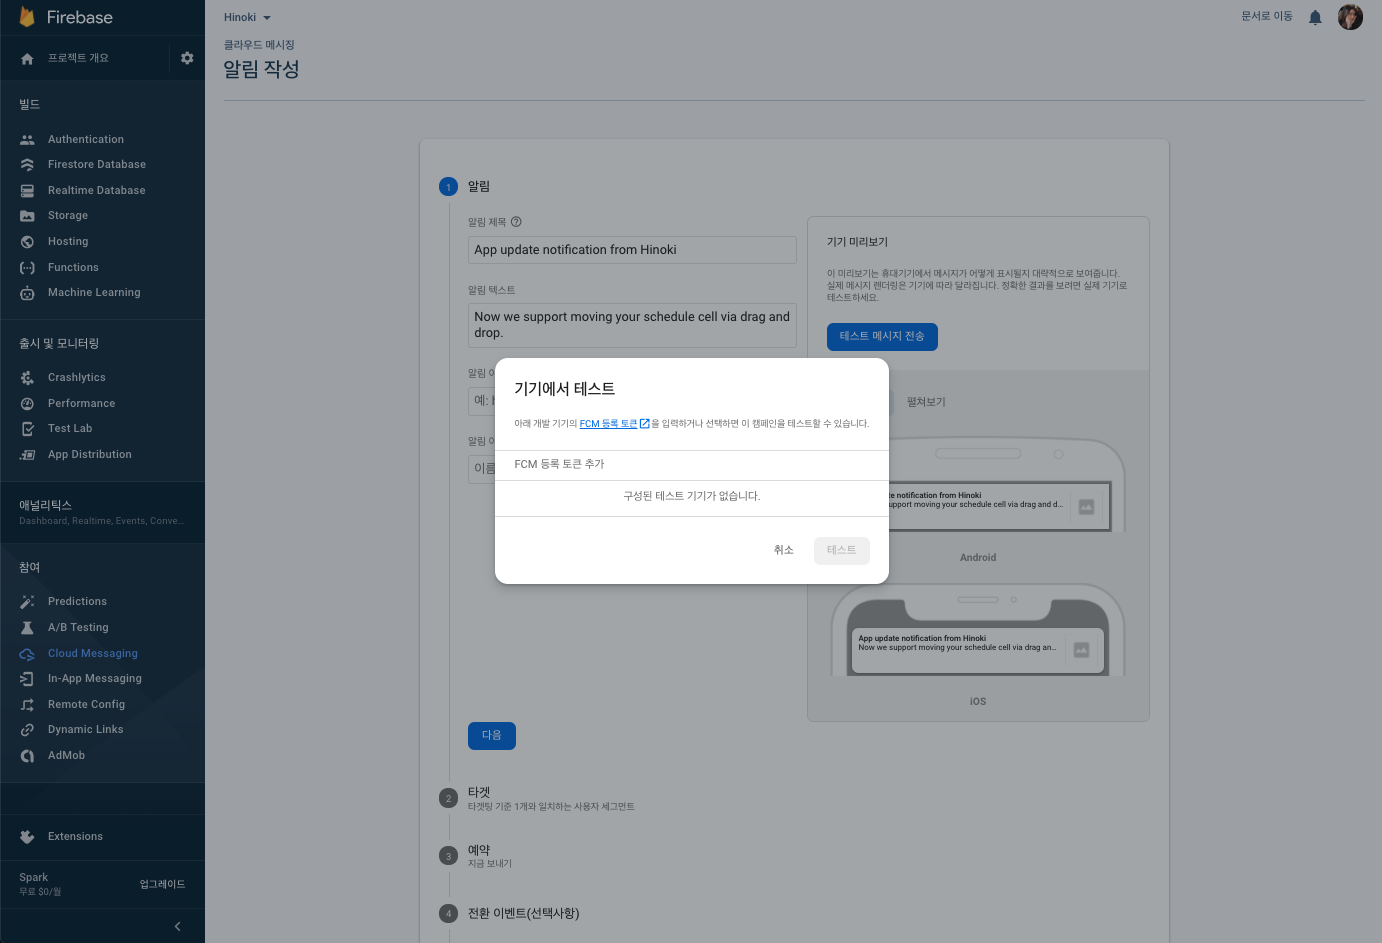 Firebase
프로젝트 개요
빌드
Authentication
Firestore Database
Realtime Database
Storage
Hosting
Functions
Machine Learning
출시 및 모니터링
Crashlytics
Performance
Test Lab
App Distribution
애널리틱스
Dashboard, Realtime, Events, Conve...
참여
Predictions
A/B Testing
Cloud Messaging
In-App Messaging
Remote Config
Dynamic Links
AdMob
Extensions
Spark
무료 $0/월
업그레이드
Hinoki
문서로 이동
클라우드 메시징
알림 작성
1
알림
알림 제목
App update notification from Hinoki
알림 텍스트
Now we support moving your schedule cell via drag and
drop.
알림 이
예:
알림 이
이름
다음
기기 미리보기
이 미리보기는 휴대기기에서 메시지가 어떻게 표시될지 대략적으로 보여줍니다.
실제 메시지 렌더링은 기기에 따라 달라집니다. 정확한 결과를 보려면 실제 기기로
테스트하세요.
테스트 메시지 전송
펼쳐보기
te notification from Hinoki
upport moving your schedule cell via drag and d...
Android
App update notification from Hinoki
Now we support moving your schedule cell via drag an...
iOS
기기에서 테스트
아래 개발 기기의 FCM 등록 토큰을 입력하거나 선택하면 이 캠페인을 테스트할 수 있습니다.
FCM 등록 토큰 추가
구성된 테스트 기기가 없습니다.
취소
테스트
2
타겟
타겟팅 기준 1개와 일치하는 사용자 세그먼트
3
예약
지금 보내기
4
전환 이벤트(선택사항)